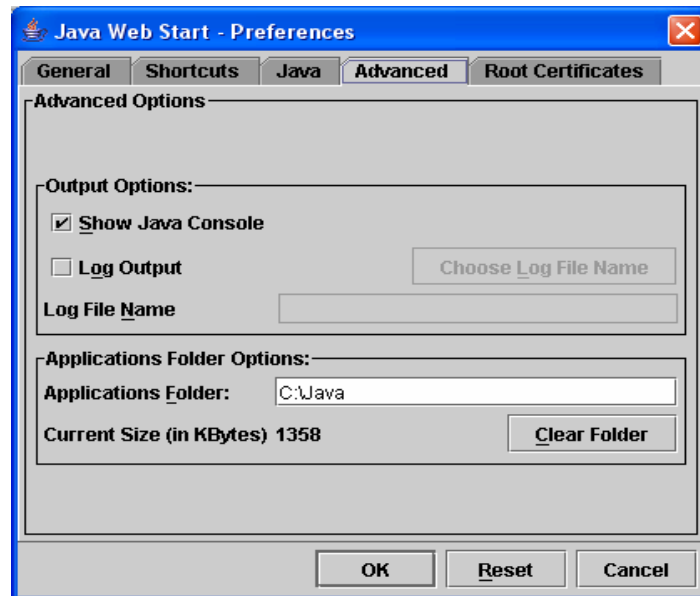 Java Web Start - Preferences
General Shortcuts Java Advanced Root Certificates
Advanced Options
Output Options:
Show Java Console
Log Output Choose Log File Name
Log File Name
Applications Folder Options:
Applications Folder: C:\Java
Current Size (in KBytes) 1358 Clear Folder
OK Reset Cancel